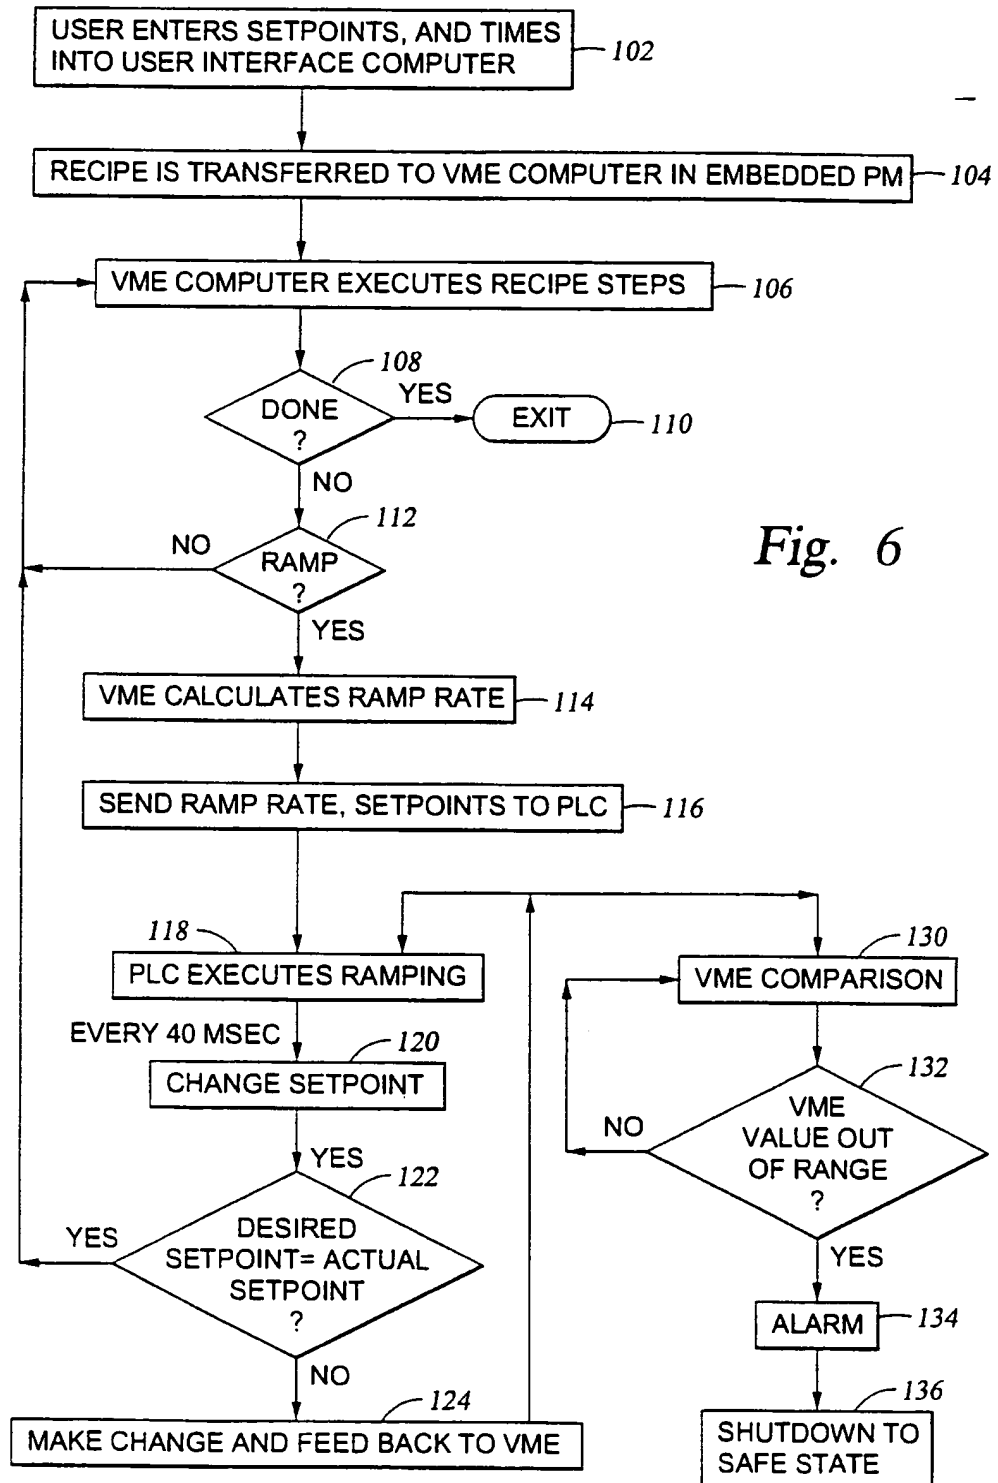 USER ENTERS SETPOINTS, AND TIMES
INTO USER INTERFACE COMPUTER
102
RECIPE IS TRANSFERRED TO VME COMPUTER IN EMBEDDED PM
104
VME COMPUTER EXECUTES RECIPE STEPS
106
108
DONE
?
YES
EXIT
110
NO
112
NO
RAMP
?
YES
Fig. 6
VME CALCULATES RAMP RATE
114
SEND RAMP RATE, SETPOINTS TO PLC
116
118
PLC EXECUTES RAMPING
EVERY 40 MSEC
120
CHANGE SETPOINT
YES
122
YES
DESIRED
SETPOINT= ACTUAL
SETPOINT
?
NO
124
MAKE CHANGE AND FEED BACK TO VME
130
VME COMPARISON
132
NO
VME
VALUE OUT
OF RANGE
?
YES
ALARM
134
136
SHUTDOWN TO
SAFE STATE